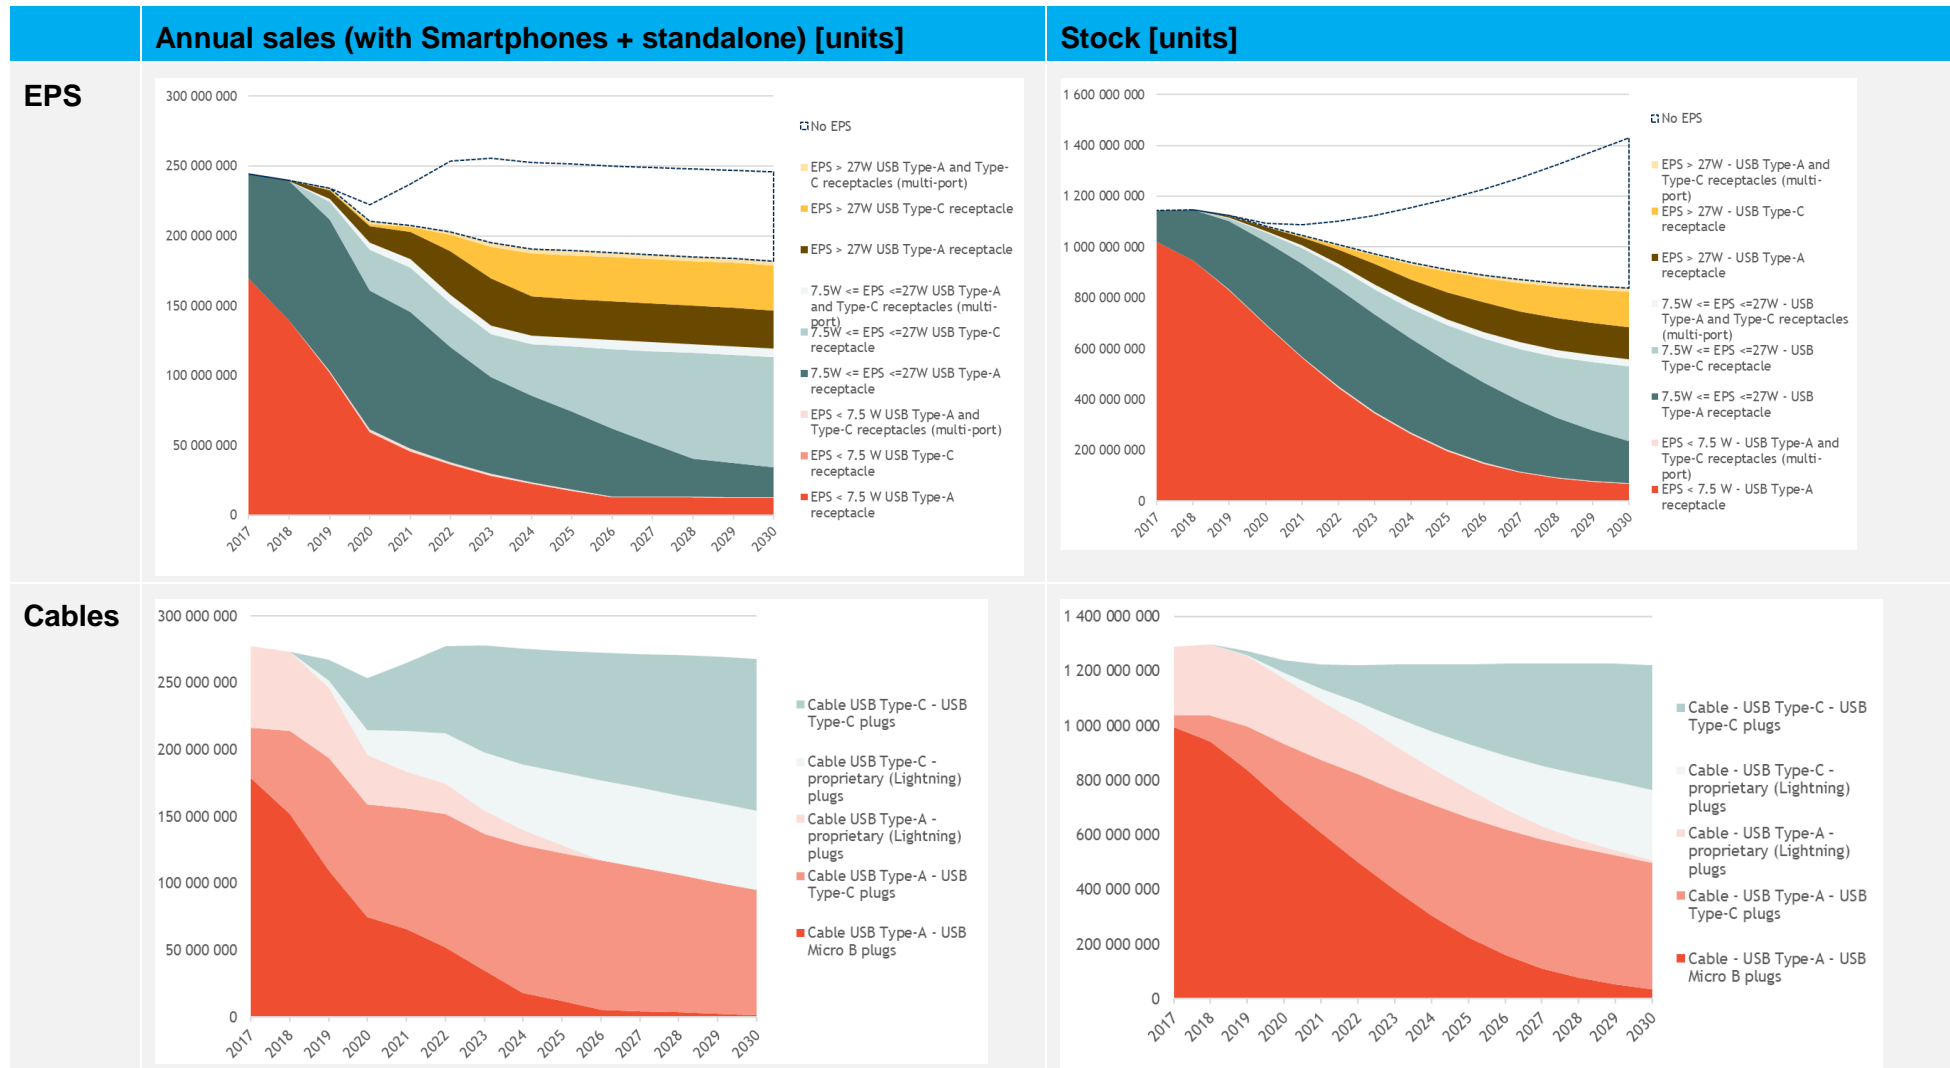 Annual sales (with Smartphones + standalone) [units]
Stock [units]
EPS
300 000 000
250 000 000
200 000 000
150 000 000
100 000 000
50 000 000
0
2017
2018
2019
2020
2021
2022
2023
2024
2025
2026
2027
2028
2029
2030
No EPS
EPS > 27W USB Type-A and Type-
C receptacles (multi-port)
EPS > 27W USB Type-C receptacle
EPS > 27W USB Type-A receptacle
7.5W <= EPS <=27W USB Type-A
and Type-C receptacles (multi-
port)
7.5W <= EPS <=27W USB Type-C
receptacle
7.5W <= EPS <=27W USB Type-A
receptacle
EPS < 7.5 W USB Type-A and
Type-C receptacles (multi-port)
EPS < 7.5 W USB Type-C
receptacle
EPS < 7.5 W USB Type-A
receptacle
1 600 000 000
1 400 000 000
1 200 000 000
1 000 000 000
800 000 000
600 000 000
400 000 000
200 000 000
0
2017
2018
2019
2020
2021
2022
2023
2024
2025
2026
2027
2028
2029
2030
No EPS
EPS > 27W - USB Type-A and
Type-C receptacles (multi-
port)
EPS > 27W - USB Type-C
receptacle
EPS > 27W - USB Type-A
receptacle
7.5W <= EPS <=27W - USB
Type-A and Type-C receptacles
(multi-port)
7.5W <= EPS <=27W - USB
Type-C receptacle
7.5W <= EPS <=27W - USB
Type-A receptacle
EPS < 7.5 W - USB Type-A and
Type-C receptacles (multi-
port)
EPS < 7.5 W - USB Type-A
receptacle
Cables
300 000 000
250 000 000
200 000 000
150 000 000
100 000 000
50 000 000
0
2017
2018
2019
2020
2021
2022
2023
2024
2025
2026
2027
2028
2029
2030
Cable USB Type-C - USB
Type-C plugs
Cable USB Type-C -
proprietary (Lightning)
plugs
Cable USB Type-A -
proprietary (Lightning)
plugs
Cable USB Type-A - USB
Type-C plugs
Cable USB Type-A - USB
Micro B plugs
1 400 000 000
1 200 000 000
1 000 000 000
800 000 000
600 000 000
400 000 000
200 000 000
0
2017
2018
2019
2020
2021
2022
2023
2024
2025
2026
2027
2028
2029
2030
Cable - USB Type-C - USB
Type-C plugs
Cable - USB Type-C -
proprietary (Lightning)
plugs
Cable - USB Type-A -
proprietary (Lightning)
plugs
Cable - USB Type-A - USB
Type-C plugs
Cable - USB Type-A - USB
Micro B plugs